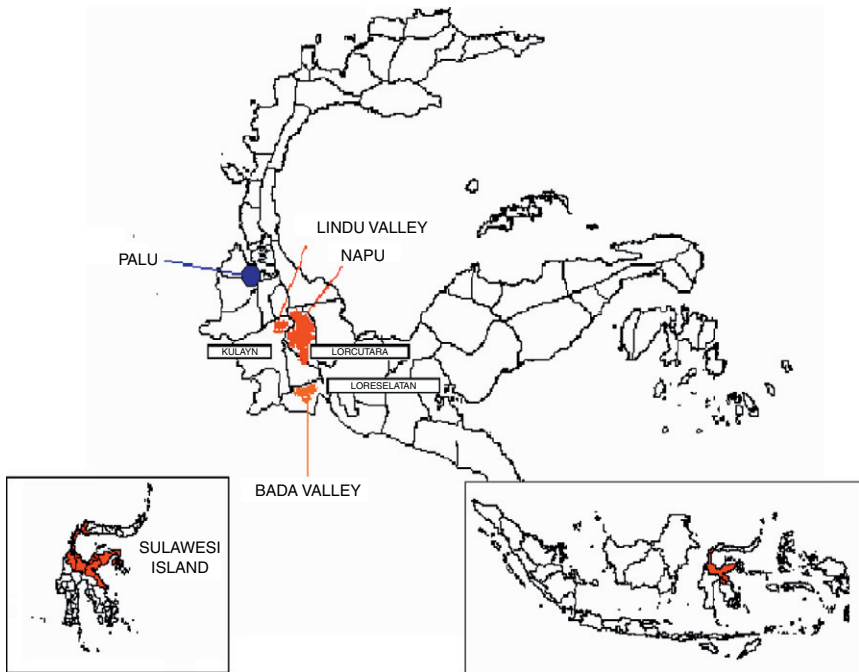 LINDU VALLEY
NAPU
PALU
KULAYN
LORCUTARA
LORESELATAN
BADA VALLEY
SULAWESI
ISLAND